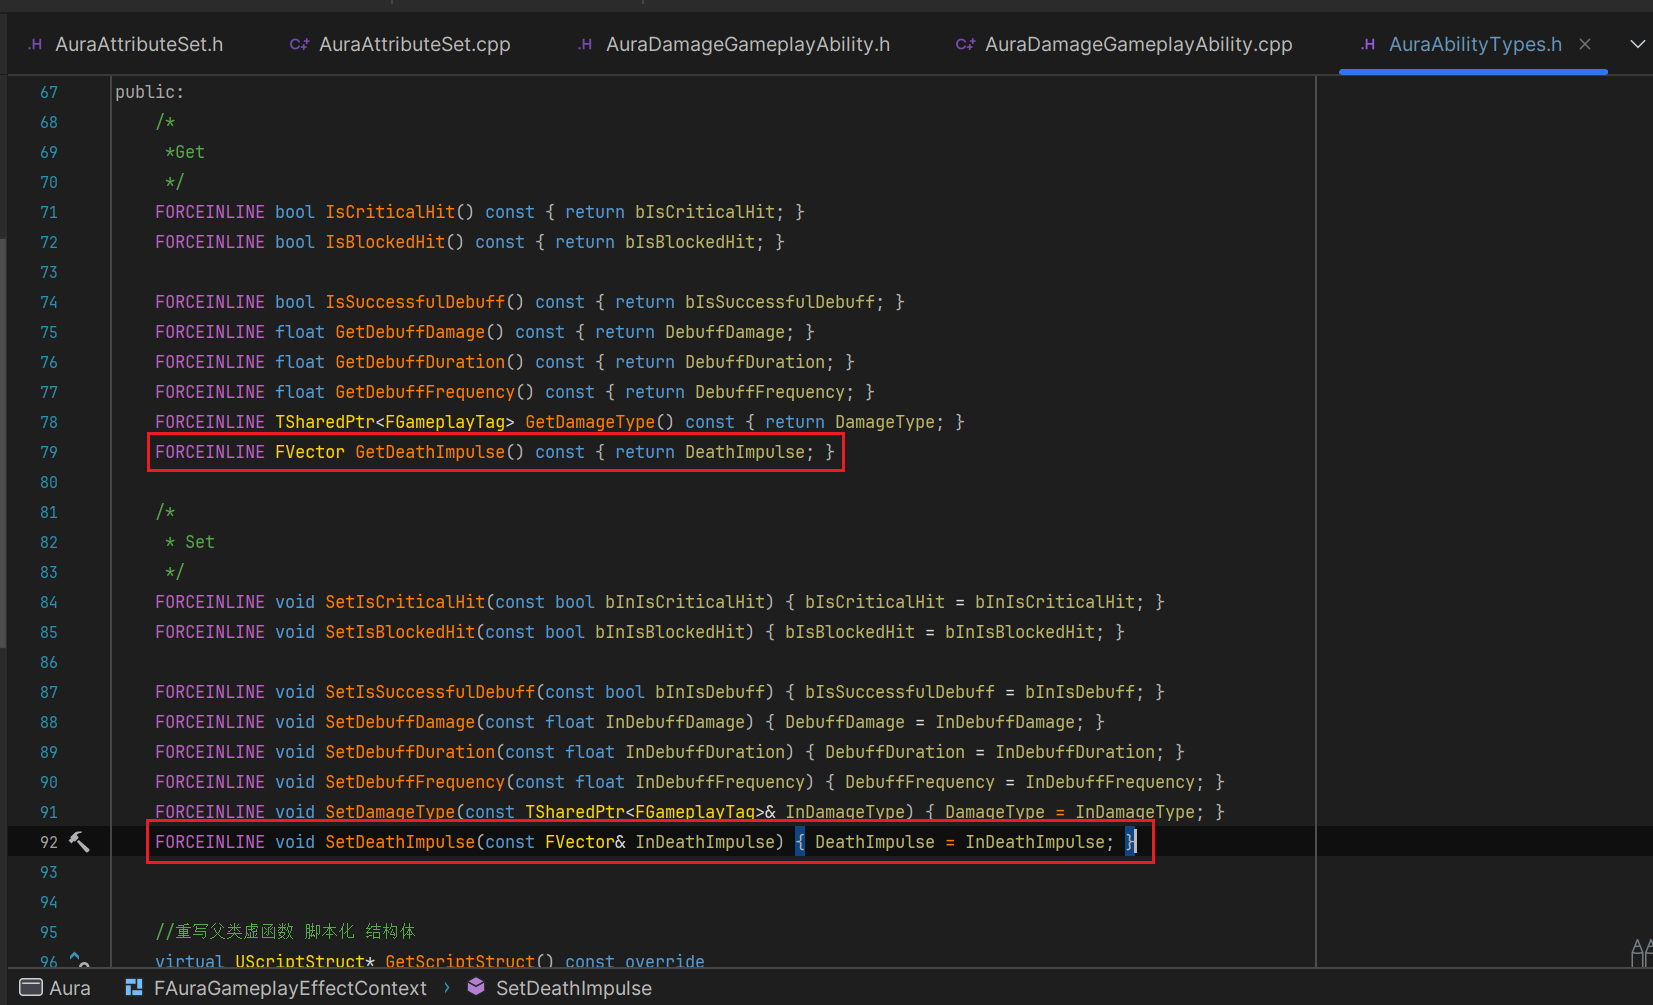 .H AuraAttributeSet.h C++ AuraAttributeSet.cpp .H AuraDamageGameplayAbility.h C++ AuraDamageGameplayAbility.cpp .H AuraAbilityTypes.h
67 public:
68 /*
69 *Get
70 */
71 FORCEINLINE bool IsCriticalHit() const { return bIsCriticalHit; }
72 FORCEINLINE bool IsBlockedHit() const { return bIsBlockedHit; }
73
74 FORCEINLINE bool IsSuccessfulDebuff() const { return bIsSuccessfulDebuff; }
75 FORCEINLINE float GetDebuffDamage() const { return DebuffDamage; }
76 FORCEINLINE float GetDebuffDuration() const { return DebuffDuration; }
77 FORCEINLINE float GetDebuffFrequency() const { return DebuffFrequency; }
78 FORCEINLINE TSharedPtr<FGameplayTag> GetDamageType() const { return DamageType; }
79 FORCEINLINE FVector GetDeathImpulse() const { return DeathImpulse; }
80
81 /*
82 * Set
83 */
84 FORCEINLINE void SetIsCriticalHit(const bool bInIsCriticalHit) { bIsCriticalHit = bInIsCriticalHit; }
85 FORCEINLINE void SetIsBlockedHit(const bool bInIsBlockedHit) { bIsBlockedHit = bInIsBlockedHit; }
86
87 FORCEINLINE void SetIsSuccessfulDebuff(const bool bInIsDebuff) { bIsSuccessfulDebuff = bInIsDebuff; }
88 FORCEINLINE void SetDebuffDamage(const float InDebuffDamage) { DebuffDamage = InDebuffDamage; }
89 FORCEINLINE void SetDebuffDuration(const float InDebuffDuration) { DebuffDuration = InDebuffDuration; }
90 FORCEINLINE void SetDebuffFrequency(const float InDebuffFrequency) { DebuffFrequency = InDebuffFrequency; }
91 FORCEINLINE void SetDamageType(const TSharedPtr<FGameplayTag>& InDamageType) { DamageType = InDamageType; }
92 FORCEINLINE void SetDeathImpulse(const FVector& InDeathImpulse) { DeathImpulse = InDeathImpulse; }
93
94
95 //重写父类虚函数 脚本化 结构体
96 virtual UScriptStruct* GetScriptStruct() const override
Aura FAuraGameplayEffectContext › SetDeathImpulse